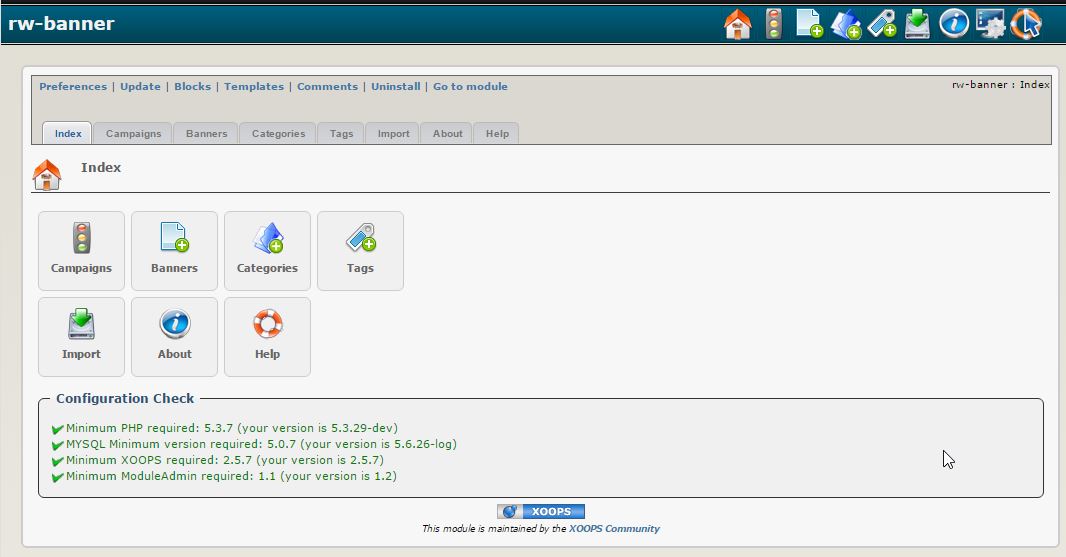 rw-banner
Preferences | Update | Blocks | Templates | Comments | Uninstall | Go to module
rw-banner : Index
Index Campaigns Banners Categories Tags Import About Help
Index
Campaigns Banners Categories Tags
Import About Help
Configuration Check
Minimum PHP required: 5.3.7 (your version is 5.3.29-dev)
MYSQL Minimum version required: 5.0.7 (your version is 5.6.26-log)
Minimum XOOPS required: 2.5.7 (your version is 2.5.7)
Minimum ModuleAdmin required: 1.1 (your version is 1.2)
XOOPS
This module is maintained by the XOOPS Community